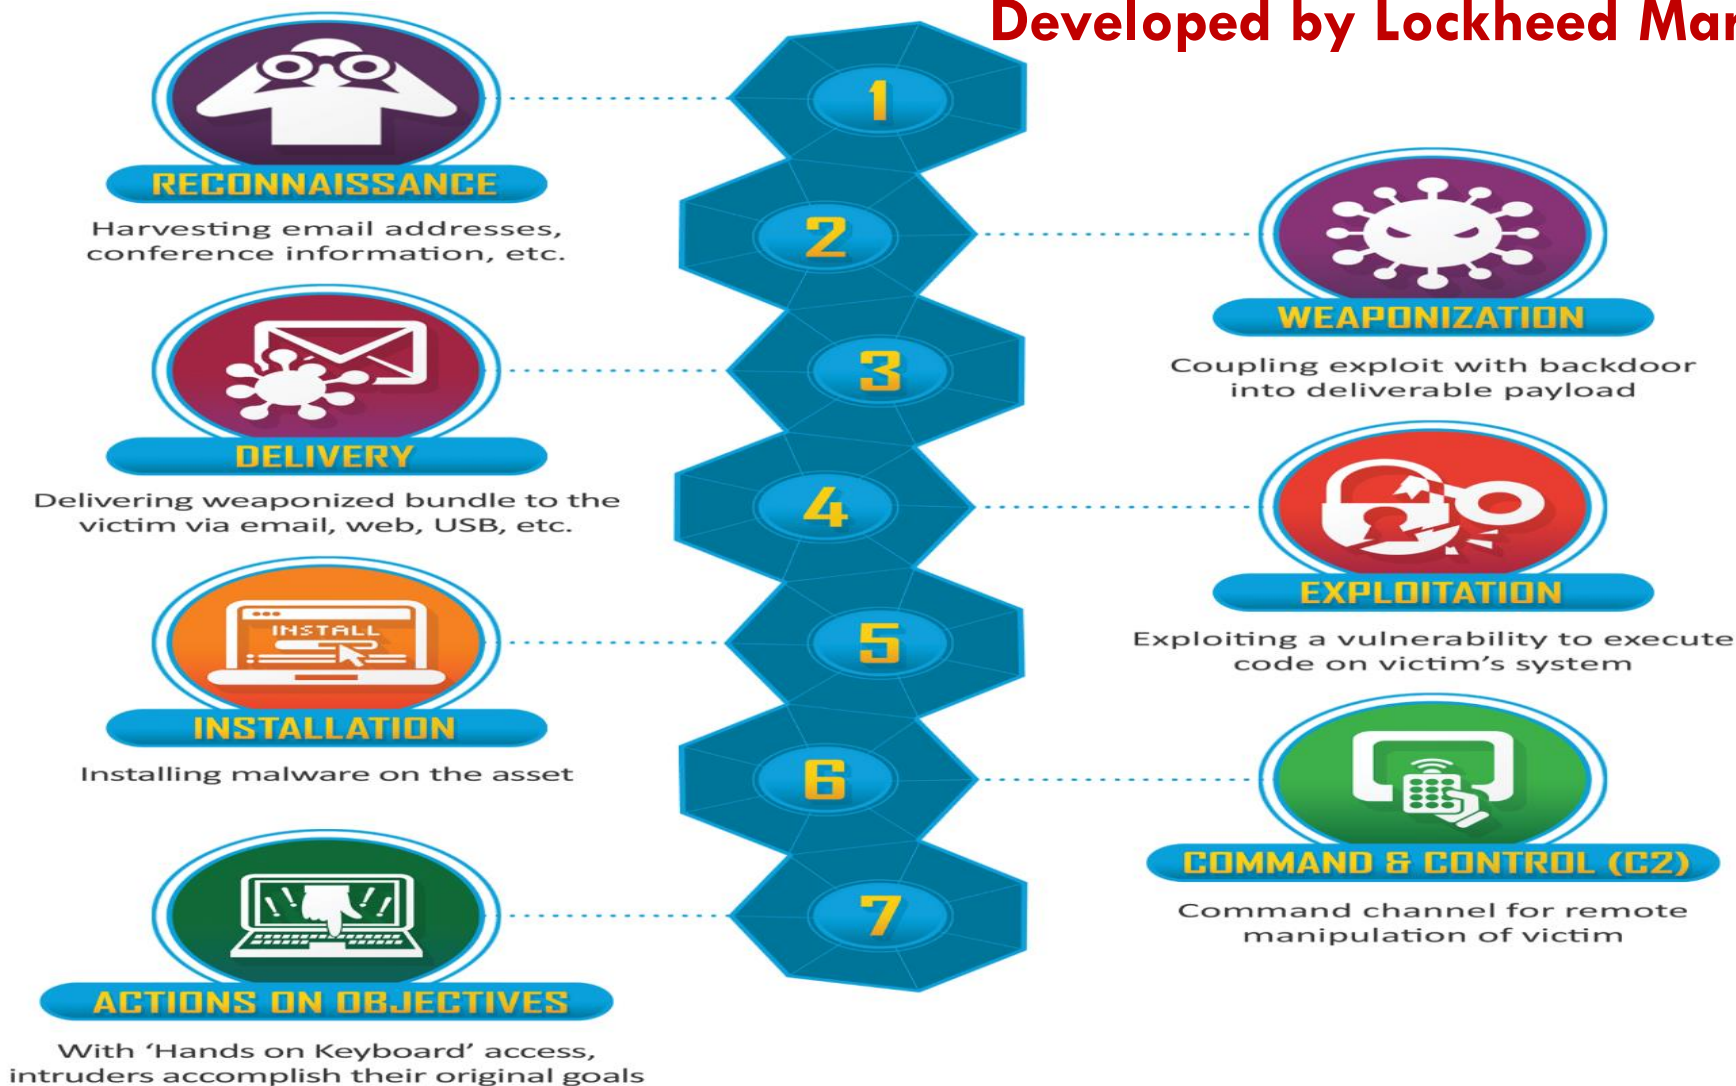 Developed by Lockheed Mar
1
RECONNAISSANCE
Harvesting email addresses,
conference information, etc.
2
WEAPONIZATION
Coupling exploit with backdoor
into deliverable payload
3
DELIVERY
Delivering weaponized bundle to the
victim via email, web, USB, etc.
4
EXPLOITATION
Exploiting a vulnerability to execute
code on victim's system
5
INSTALL
INSTALLATION
Installing malware on the asset
6
COMMAND & CONTROL (C2)
Command channel for remote
manipulation of victim
7
ACTIONS ON OBJECTIVES
With ‘Hands on Keyboard’ access,
intruders accomplish their original goals